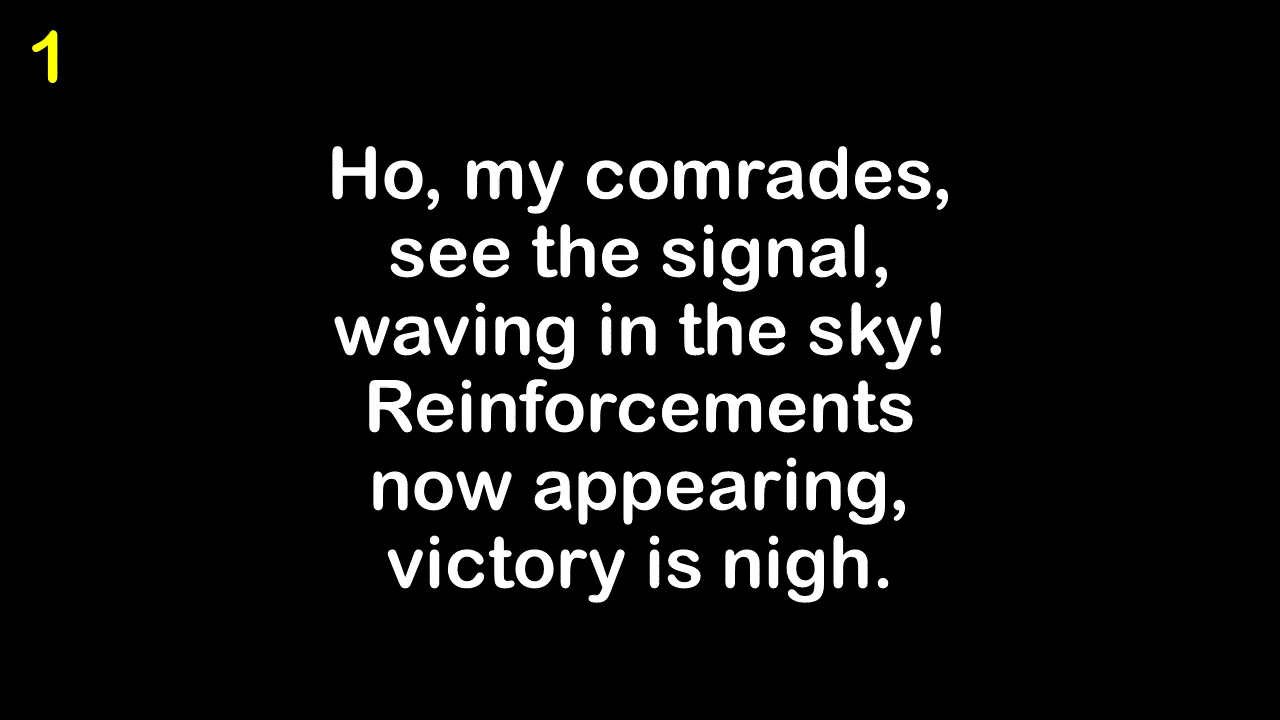 1
Ho, my comrades,
see the signal,
waving in the sky!
Reinforcements
now appearing,
victory is nigh.